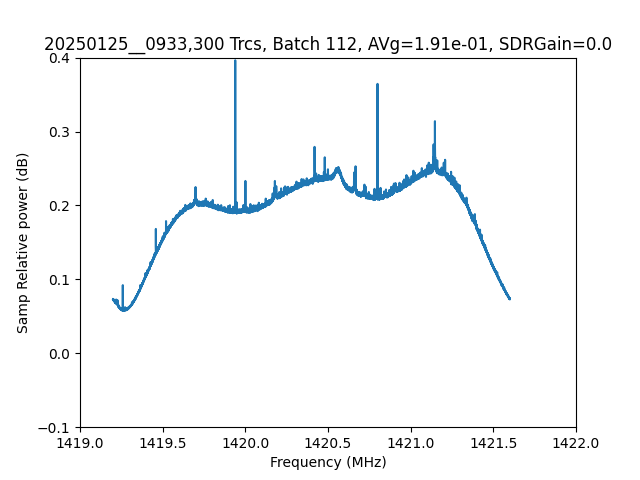 20250125__0933,300 Trcs, Batch 112, AVg=1.91e-01, SDRGain=0.0
0.4
0.3
0.2
0.1
0.0
−0.1
Samp Relative power (dB)
1419.0 1419.5 1420.0 1420.5 1421.0 1421.5 1422.0
Frequency (MHz)